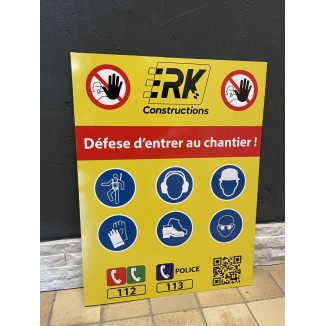 ERK
Constructions
Défese d'entrer au chantier !
POLICE
112 113